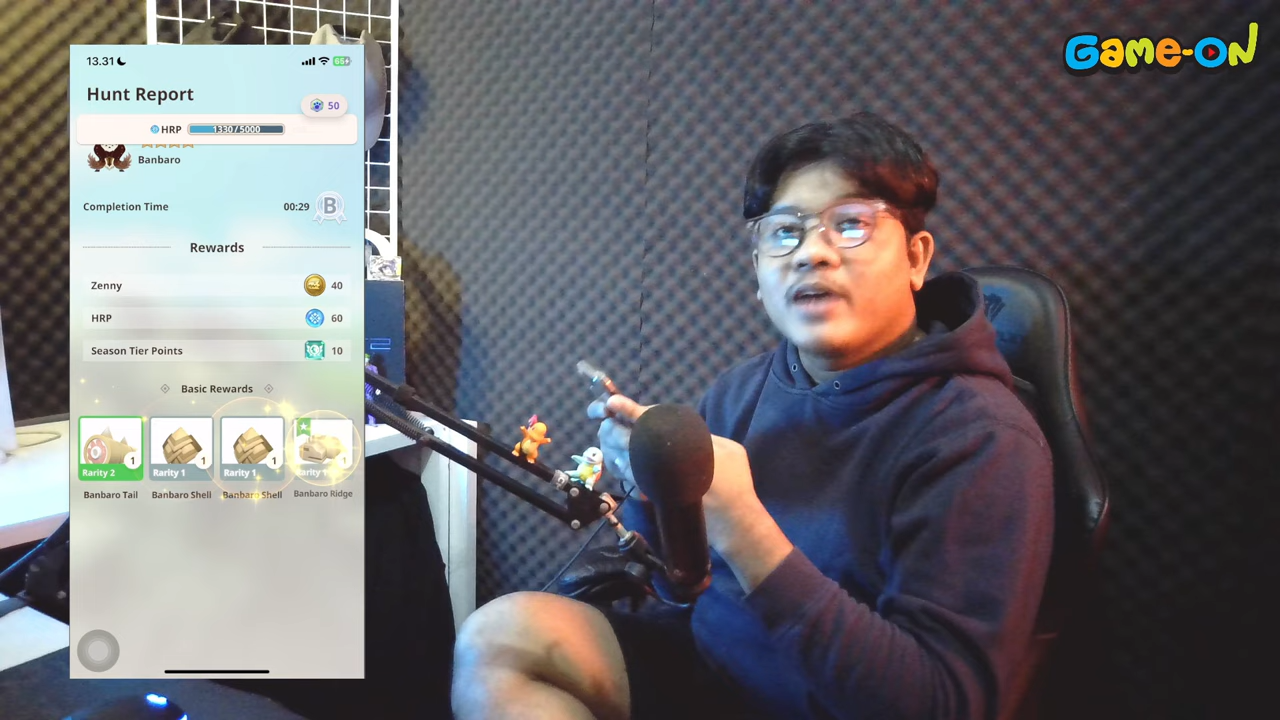 GAME-ON
13.31
65
Hunt Report
50
HRP 1330/5000
Banbaro
Completion Time 00:29 B
Rewards
Zenny 40
HRP 60
Season Tier Points 10
Basic Rewards
Rarity 2 1
Rarity 1 1
Rarity 1 1
Rarity 1
Banbaro Tail
Banbaro Shell
Banbaro Shell
Banbaro Ridge